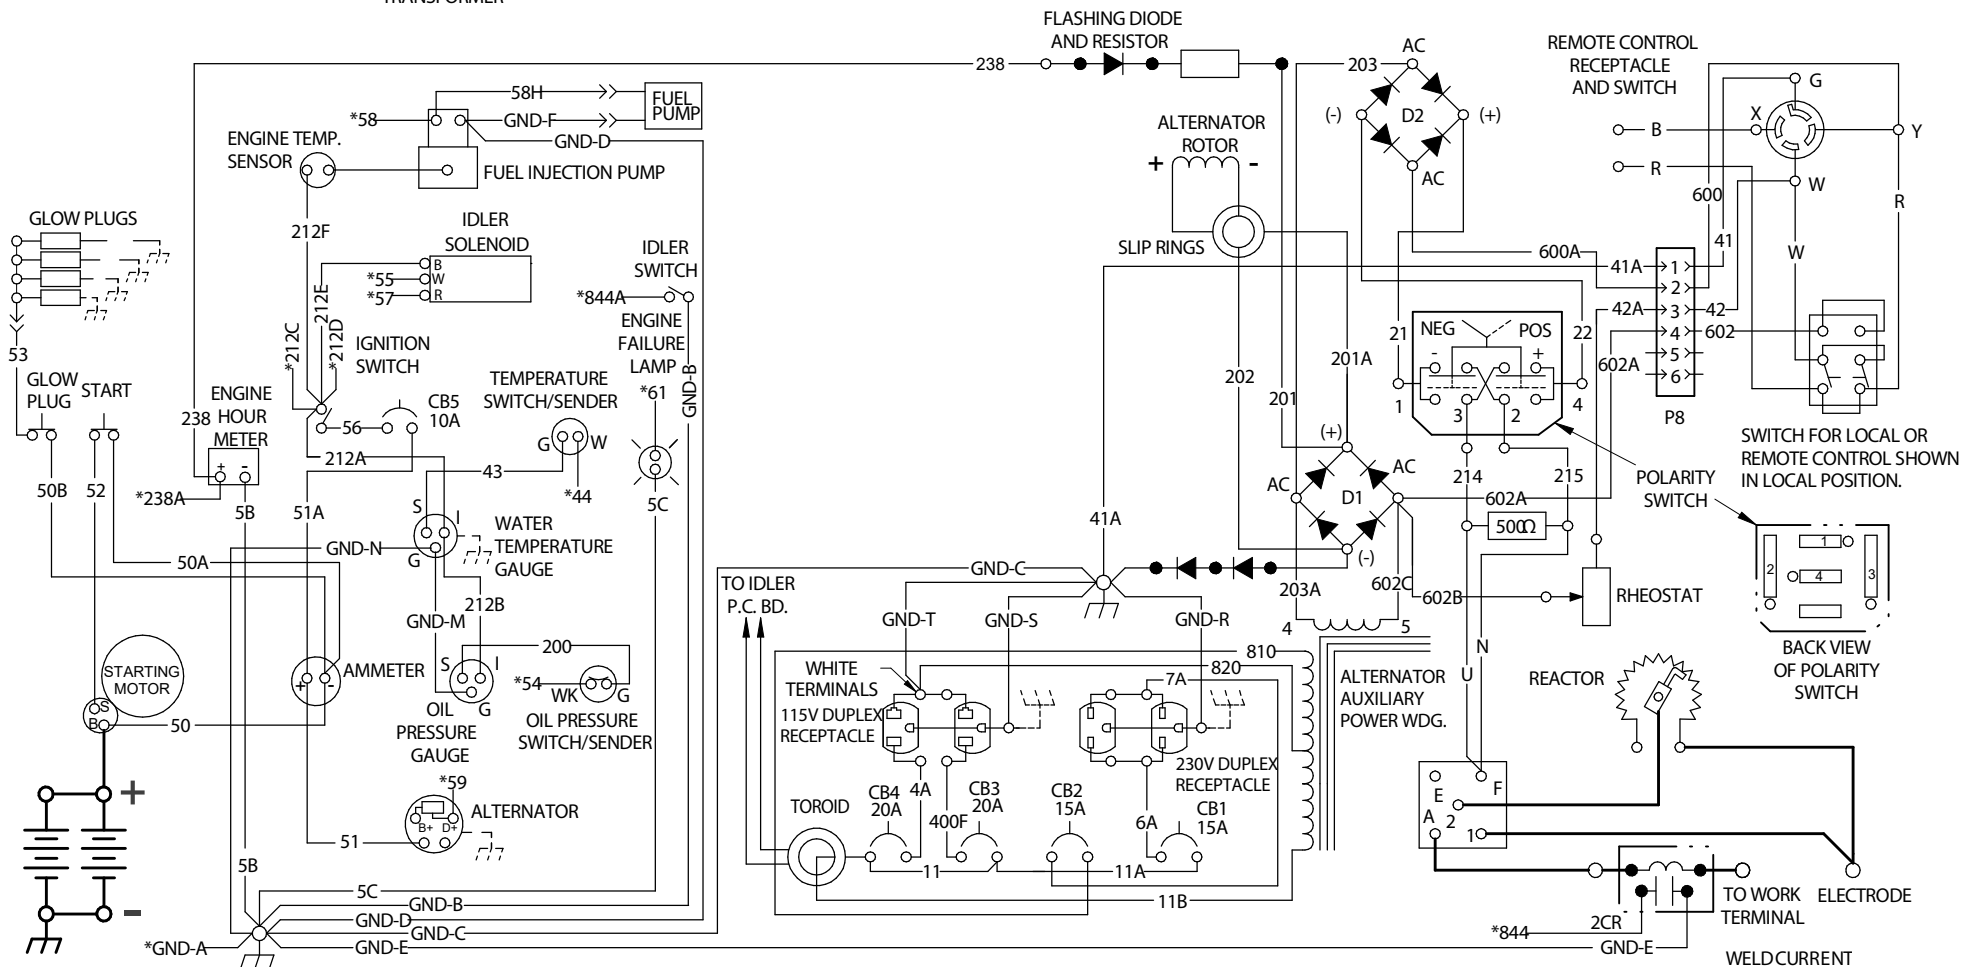 TRANSFORMER
FLASHING DIODE
AND RESISTOR
238
203
AC
D2
(-)
(+)
AC
REMOTE CONTROL
RECEPTACLE
AND SWITCH
G
X
Y
W
B
R
600
41
R
W
58H
FUEL
PUMP
*58
GND-F
GND-D
ENGINE TEMP.
SENSOR
FUEL INJECTION PUMP
ALTERNATOR
ROTOR
+
-
SLIP RINGS
GLOW PLUGS
212F
IDLER
SOLENOID
B
W
R
*55
*57
IDLER
SWITCH
*844A
ENGINE
FAILURE
LAMP
*61
GND-B
212E
*212C
*212D
IGNITION
SWITCH
600A
41A
1
2
42A
3
42
4
602
602A
5
6
P8
53
GLOW
PLUG
START
238
ENGINE
HOUR
METER
+
-
*238A
CB5
10A
56
212A
TEMPERATURE
SWITCH/SENDER
G
W
43
*44
202
201
201A
21
22
NEG
POS
-
+
1
3
2
4
SWITCH FOR LOCAL OR
REMOTE CONTROL SHOWN
IN LOCAL POSITION.
POLARITY
SWITCH
(+)
AC
AC
D1
(-)
214
215
602A
500Ω
50B
52
5B
51A
S
I
G
WATER
TEMPERATURE
GAUGE
5C
GND-N
50A
41A
GND-C
TO IDLER
P.C. BD.
203A
602C
602B
RHEOSTAT
1
2
4
3
BACK VIEW
OF POLARITY
SWITCH
GND-M
212B
GND-T
GND-S
GND-R
4
5
N
U
STARTING
MOTOR
S
B
+
-
AMMETER
S
I
G
200
*54
WK
G
OIL
PRESSURE
GAUGE
OIL PRESSURE
SWITCH/SENDER
50
WHITE
TERMINALS
115V DUPLEX
RECEPTACLE
810
820
7A
ALTERNATOR
AUXILIARY
POWER WDG.
230V DUPLEX
RECEPTACLE
REACTOR
+
-
*59
B+
D+
ALTERNATOR
51
TOROID
CB4
20A
4A
CB3
20A
400F
CB2
15A
6A
CB1
15A
11
11A
11B
E
F
A
2
1
5B
5C
GND-B
GND-D
GND-C
*GND-A
GND-E
2CR
*844
GND-E
TO WORK
TERMINAL
ELECTRODE
WELD CURRENT